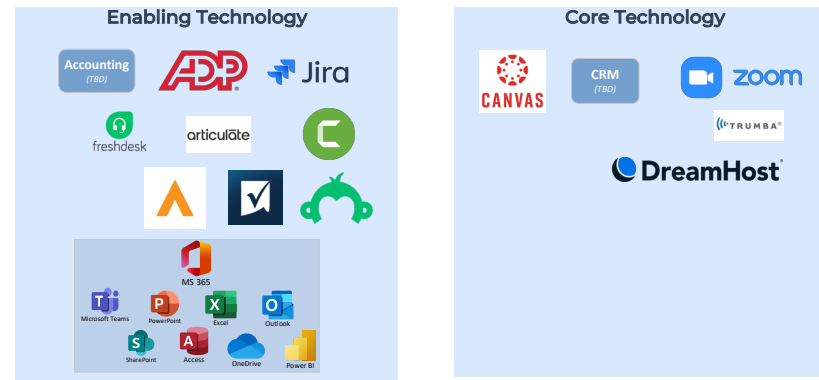 Enabling Technology
Accounting
(TBD)
ADP
Jira
freshdesk
articulate
C
MS 365
Microsoft Teams
PowerPoint
Excel
Outlook
SharePoint
Access
OneDrive
Power BI
Core Technology
CANVAS
CRM
(TBD)
zoom
TRUMBA
DreamHost